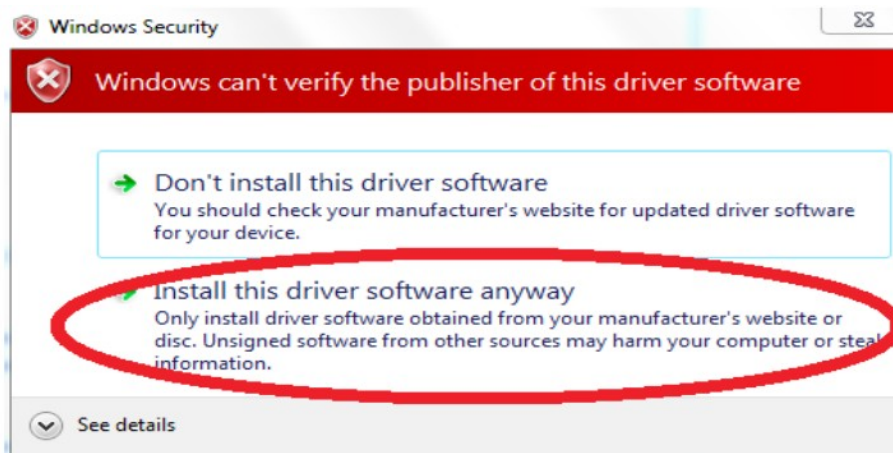 Windows Security
Windows can't verify the publisher of this driver software
Don't install this driver software
You should check your manufacturer's website for updated driver software
for your device.
Install this driver software anyway
Only install driver software obtained from your manufacturer's website or
disc. Unsigned software from other sources may harm your computer or steal
information.
See details